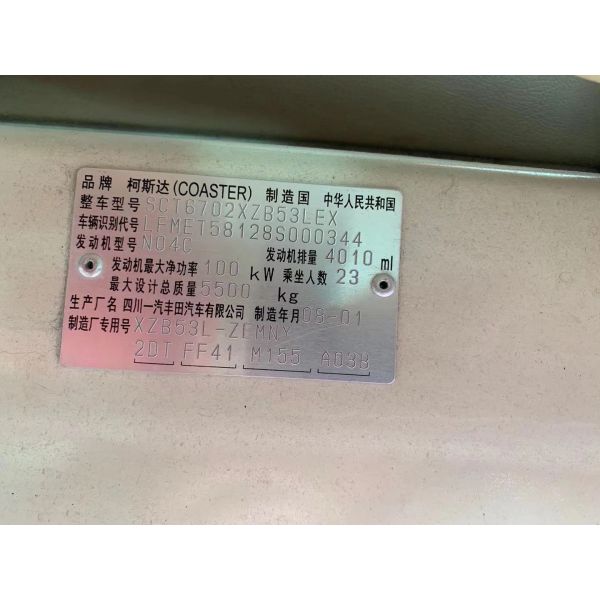 品牌 柯斯达(COASTER) 制造国 中华人民共和国
整车型号 SCT6702XZB53LEX
车辆识别代号 LFMET58128S000344
发动机型号 N04C 发动机排量 4010 ml
发动机最大净功率 100 kW 乘坐人数 23
最大设计总质量 5500 kg
生产厂名 四川一汽丰田汽车有限公司 制造年月 08-01
制造厂专用号 XZB53L-ZEMNX
2DT FF41 M155 A03B